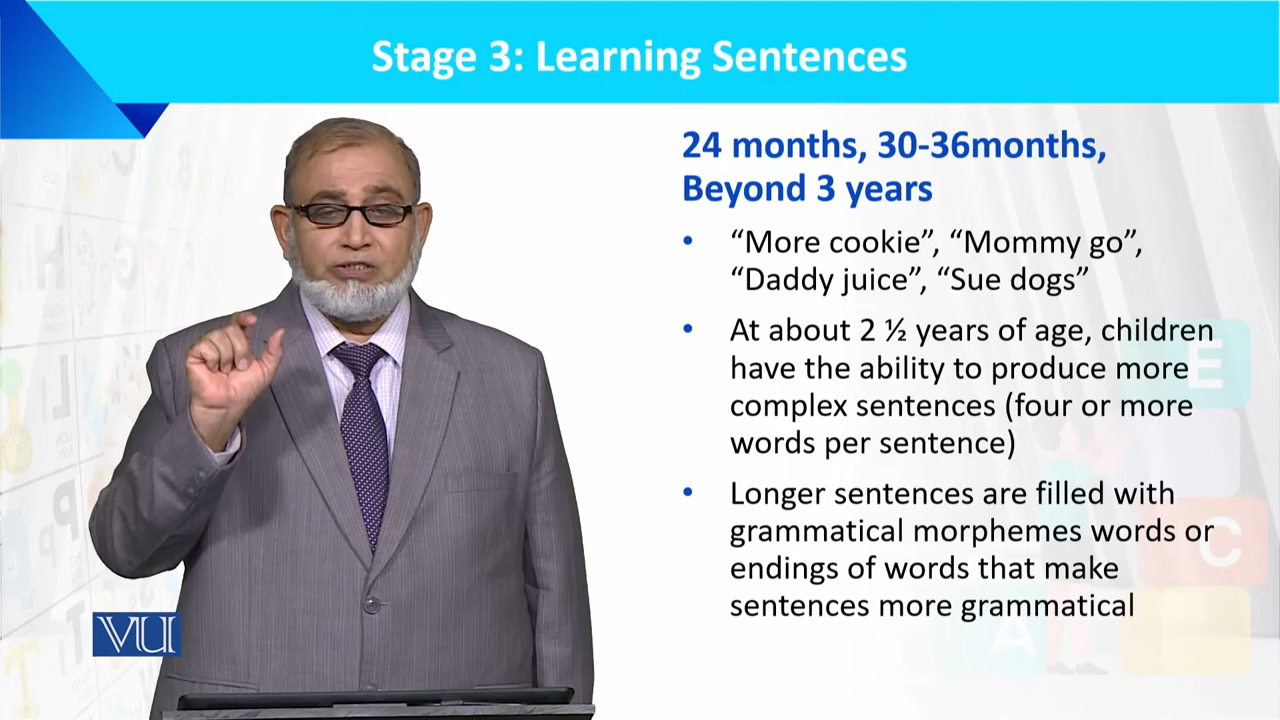 Stage 3: Learning Sentences
24 months, 30-36months,
Beyond 3 years
• “More cookie”, “Mommy go”,
“Daddy juice”, “Sue dogs”
• At about 2 ½ years of age, children
have the ability to produce more
complex sentences (four or more
words per sentence)
• Longer sentences are filled with
grammatical morphemes words or
endings of words that make
sentences more grammatical
VU
E
C
A